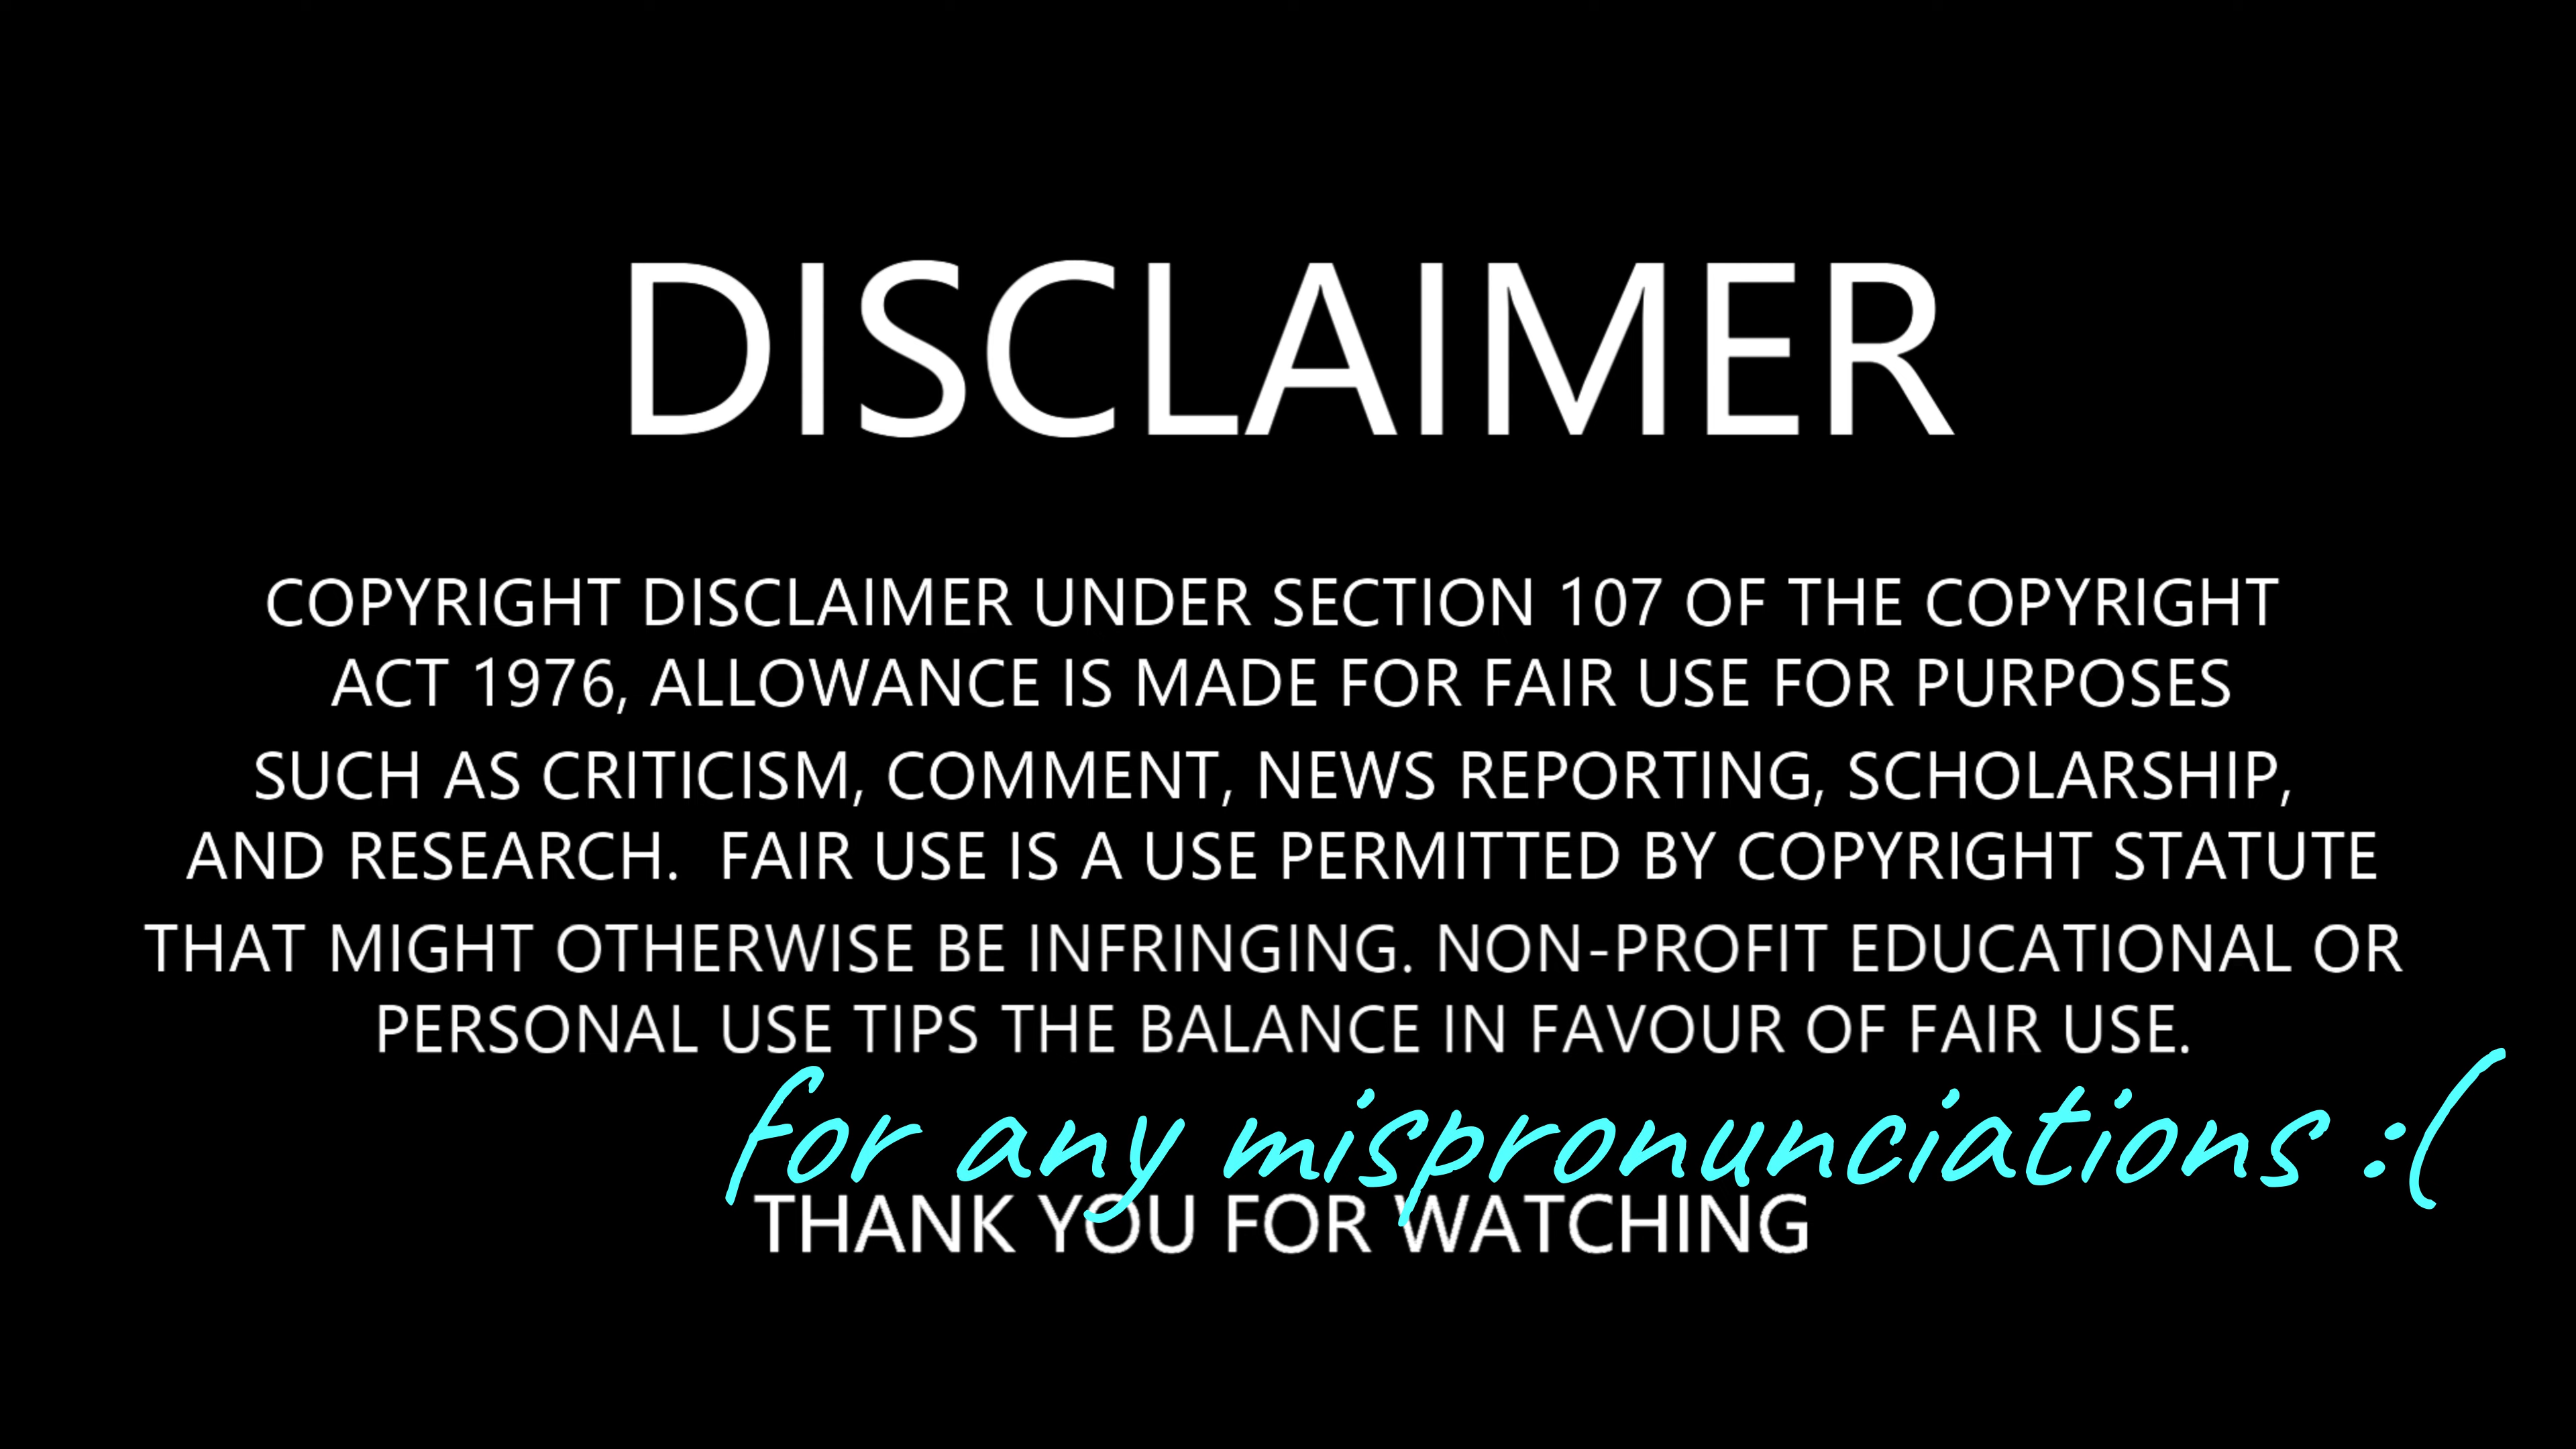 DISCLAIMER
COPYRIGHT DISCLAIMER UNDER SECTION 107 OF THE COPYRIGHT
ACT 1976, ALLOWANCE IS MADE FOR FAIR USE FOR PURPOSES
SUCH AS CRITICISM, COMMENT, NEWS REPORTING, SCHOLARSHIP,
AND RESEARCH.  FAIR USE IS A USE PERMITTED BY COPYRIGHT STATUTE
THAT MIGHT OTHERWISE BE INFRINGING. NON-PROFIT EDUCATIONAL OR
PERSONAL USE TIPS THE BALANCE IN FAVOUR OF FAIR USE.
for any mispronunciations :(
THANK YOU FOR WATCHING